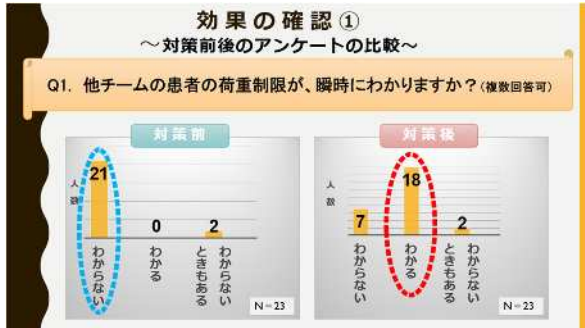 効果の確認①
~対策前後のアンケートの比較~
Q1. 他チームの患者の荷重制限が、瞬時にわかりますか?(複数回答可)
対策前
人数
21
0
2
わからない
わかる
わからない
ときもある
N=23
対策後
人数
7
18
2
わからない
わかる
わからない
ときもある
N=23